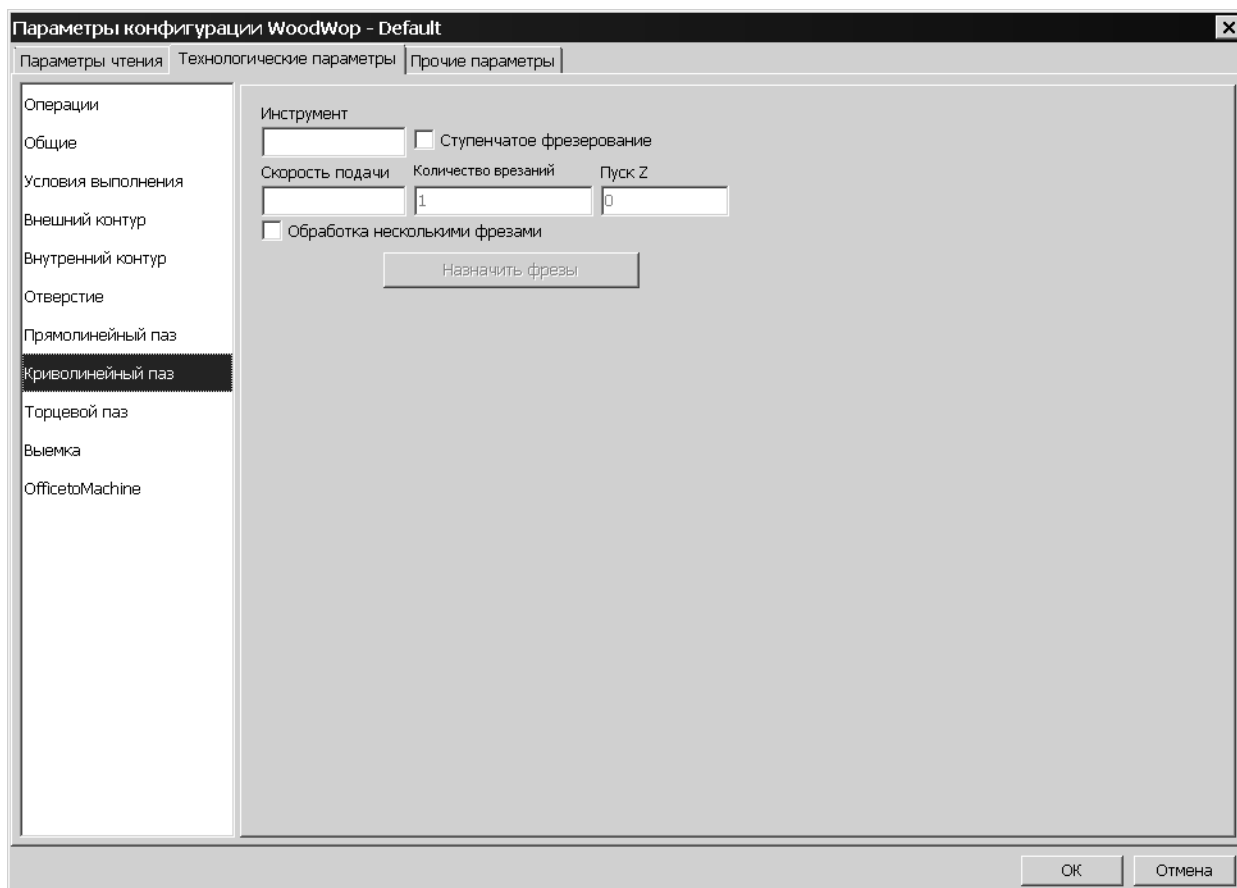 Параметры конфигурации WoodWop - Default
Параметры чтения Технологические параметры Прочие параметры
Операции
Общие
Условия выполнения
Внешний контур
Внутренний контур
Отверстие
Прямолинейный паз
Криволинейный паз
Торцевой паз
Выемка
OfficetoMachine
Инструмент
Ступенчатое фрезерование
Скорость подачи Количество врезаний Пуск Z
1 0
Обработка несколькими фрезами
Назначить фрезы
ОК Отмена